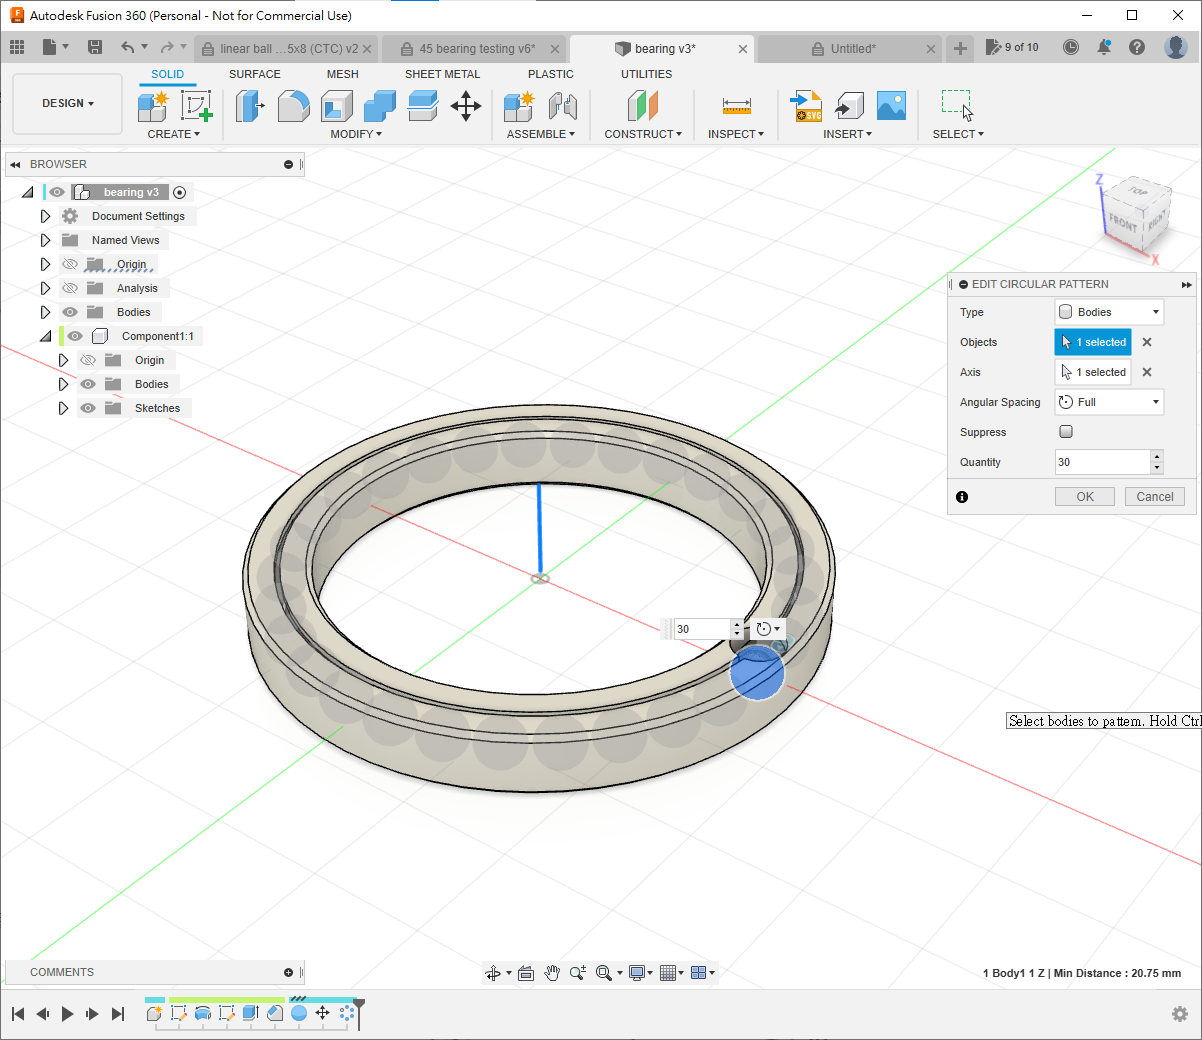 Autodesk Fusion 360 (Personal - Not for Commercial Use)
linear ball ...5x8 (CTC) v2
45 bearing testing v6*
bearing v3*
Untitled*
9 of 10
SOLID
SURFACE
MESH
SHEET METAL
PLASTIC
UTILITIES
DESIGN
CREATE
MODIFY
ASSEMBLE
CONSTRUCT
INSPECT
INSERT
SELECT
SVG
BROWSER
bearing v3
Document Settings
Named Views
Origin
Analysis
Bodies
Component1:1
Origin
Bodies
Sketches
Z
TOP
FRONT
RIGHT
X
EDIT CIRCULAR PATTERN
Type
Bodies
Objects
1 selected
Axis
1 selected
Angular Spacing
Full
Suppress
Quantity
30
OK
Cancel
30
Select bodies to pattern. Hold Ctrl
COMMENTS
1 Body1 1 Z | Min Distance : 20.75 mm